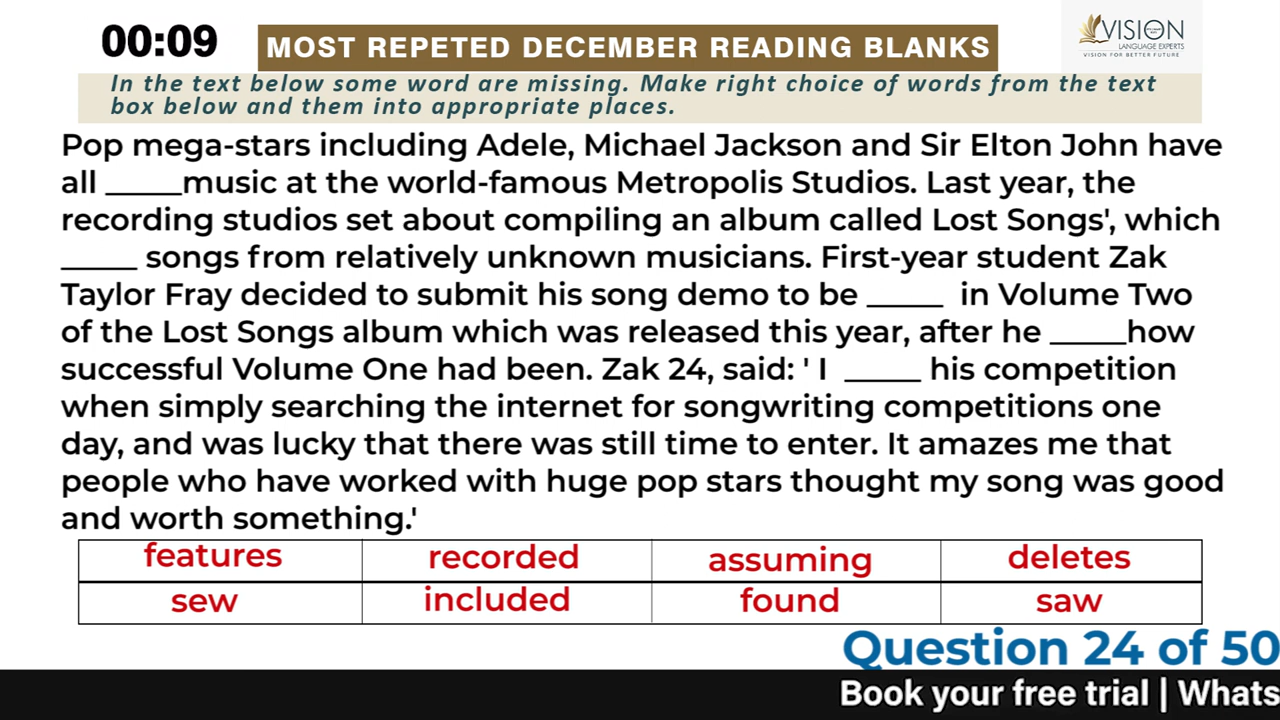 00:09
MOST REPETED DECEMBER READING BLANKS
VISION
LANGUAGE EXPERTS
VISION FOR BETTER FUTURE
In the text below some word are missing. Make right choice of words from the text
box below and them into appropriate places.
Pop mega-stars including Adele, Michael Jackson and Sir Elton John have
all _____music at the world-famous Metropolis Studios. Last year, the
recording studios set about compiling an album called Lost Songs', which
_____ songs from relatively unknown musicians. First-year student Zak
Taylor Fray decided to submit his song demo to be _____ in Volume Two
of the Lost Songs album which was released this year, after he _____how
successful Volume One had been. Zak 24, said: ' I _____ his competition
when simply searching the internet for songwriting competitions one
day, and was lucky that there was still time to enter. It amazes me that
people who have worked with huge pop stars thought my song was good
and worth something.'
features recorded assuming deletes
sew included found saw
Question 24 of 50
Book your free trial | Whats